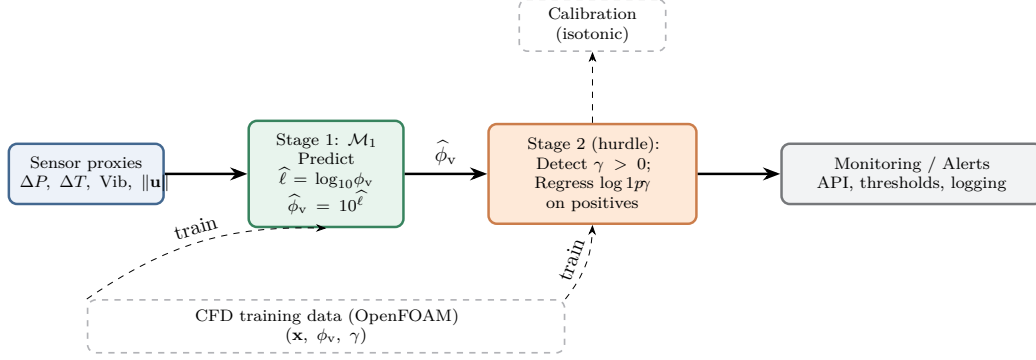 Calibration
(isotonic)
Sensor proxies
ΔP, ΔT, Vib, ‖𝐮‖
Stage 1: ℳ₁
Predict
ℓ̂ = log₁₀ϕᵥ
ϕ̂ᵥ = 10^ℓ̂
ϕ̂ᵥ
Stage 2 (hurdle):
Detect γ > 0;
Regress log 1pγ
on positives
Monitoring / Alerts
API, thresholds, logging
train
train
CFD training data (OpenFOAM)
(𝐱, ϕᵥ, γ)